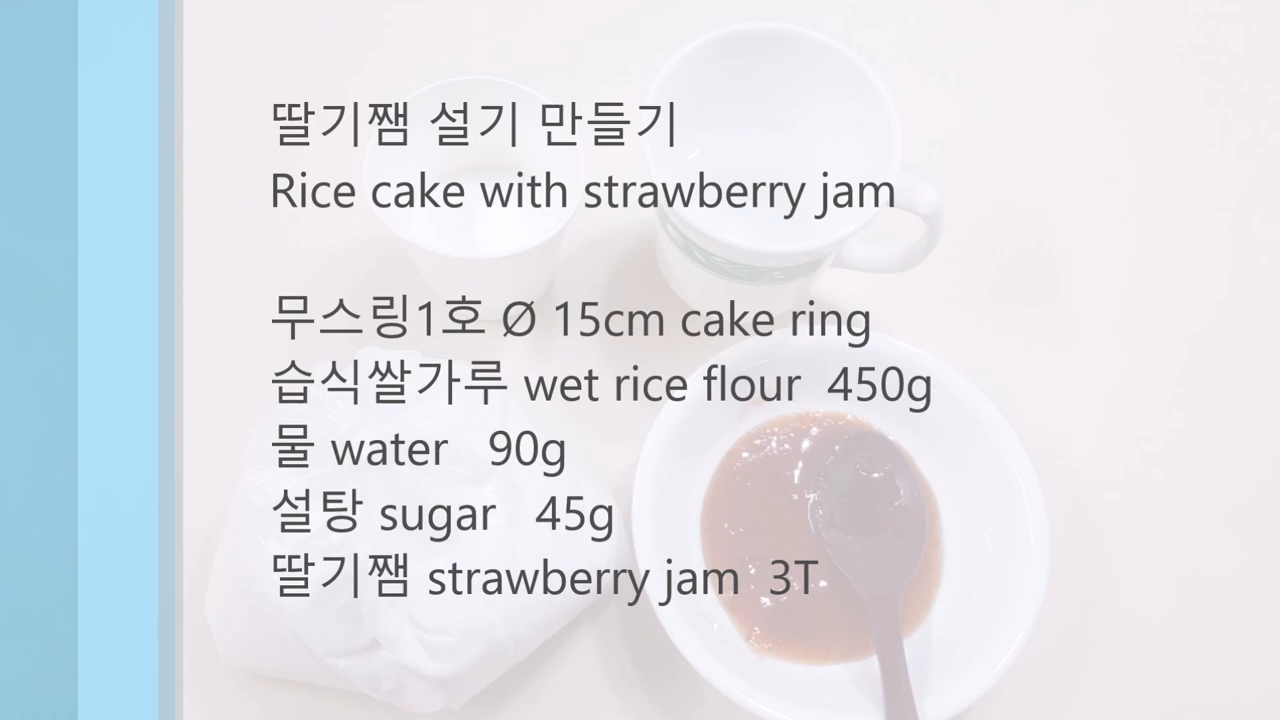 딸기쨈 설기 만들기
Rice cake with strawberry jam
무스링1호 Ø 15cm cake ring
습식쌀가루 wet rice flour 450g
물 water 90g
설탕 sugar 45g
딸기쨈 strawberry jam 3T